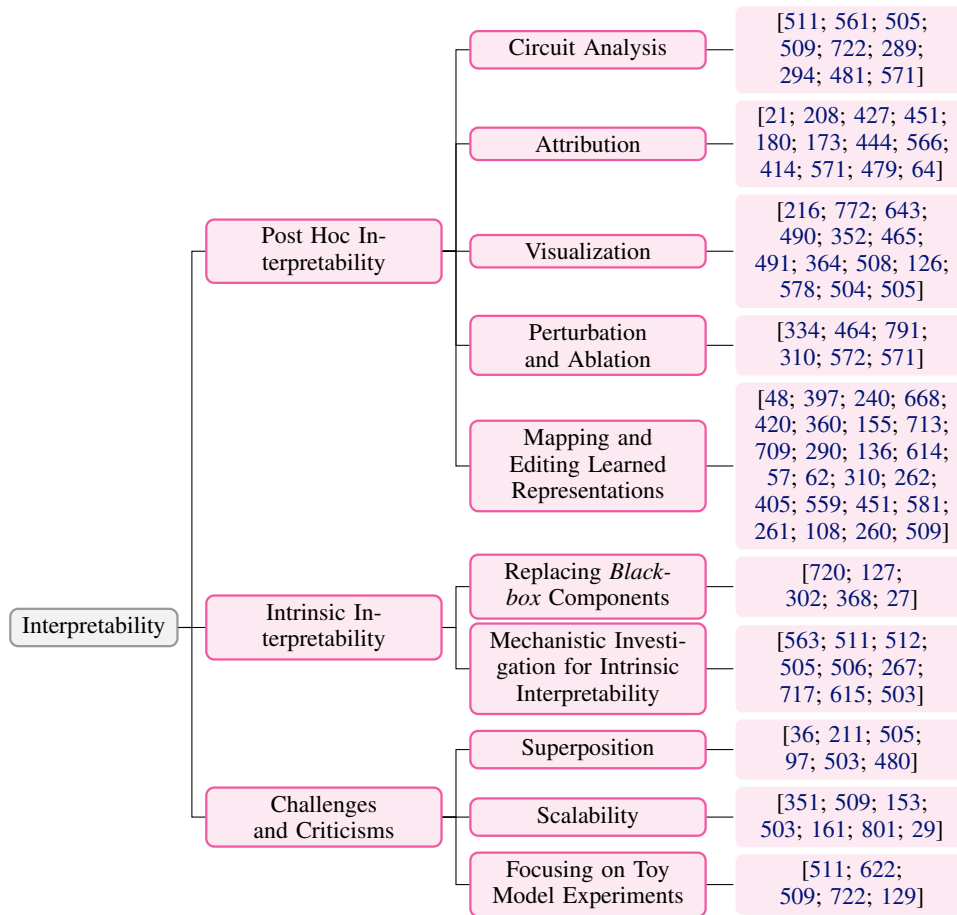 Circuit Analysis
[511; 561; 505;
509; 722; 289;
294; 481; 571]
Attribution
[21; 208; 427; 451;
180; 173; 444; 566;
414; 571; 479; 64]
Post Hoc In-
terpretability
Visualization
[216; 772; 643;
490; 352; 465;
491; 364; 508; 126;
578; 504; 505]
Perturbation
and Ablation
[334; 464; 791;
310; 572; 571]
Mapping and
Editing Learned
Representations
[48; 397; 240; 668;
420; 360; 155; 713;
709; 290; 136; 614;
57; 62; 310; 262;
405; 559; 451; 581;
261; 108; 260; 509]
Interpretability
Intrinsic In-
terpretability
Replacing Black-
box Components
[720; 127;
302; 368; 27]
Mechanistic Investi-
gation for Intrinsic
Interpretability
[563; 511; 512;
505; 506; 267;
717; 615; 503]
Challenges
and Criticisms
Superposition
[36; 211; 505;
97; 503; 480]
Scalability
[351; 509; 153;
503; 161; 801; 29]
Focusing on Toy
Model Experiments
[511; 622;
509; 722; 129]